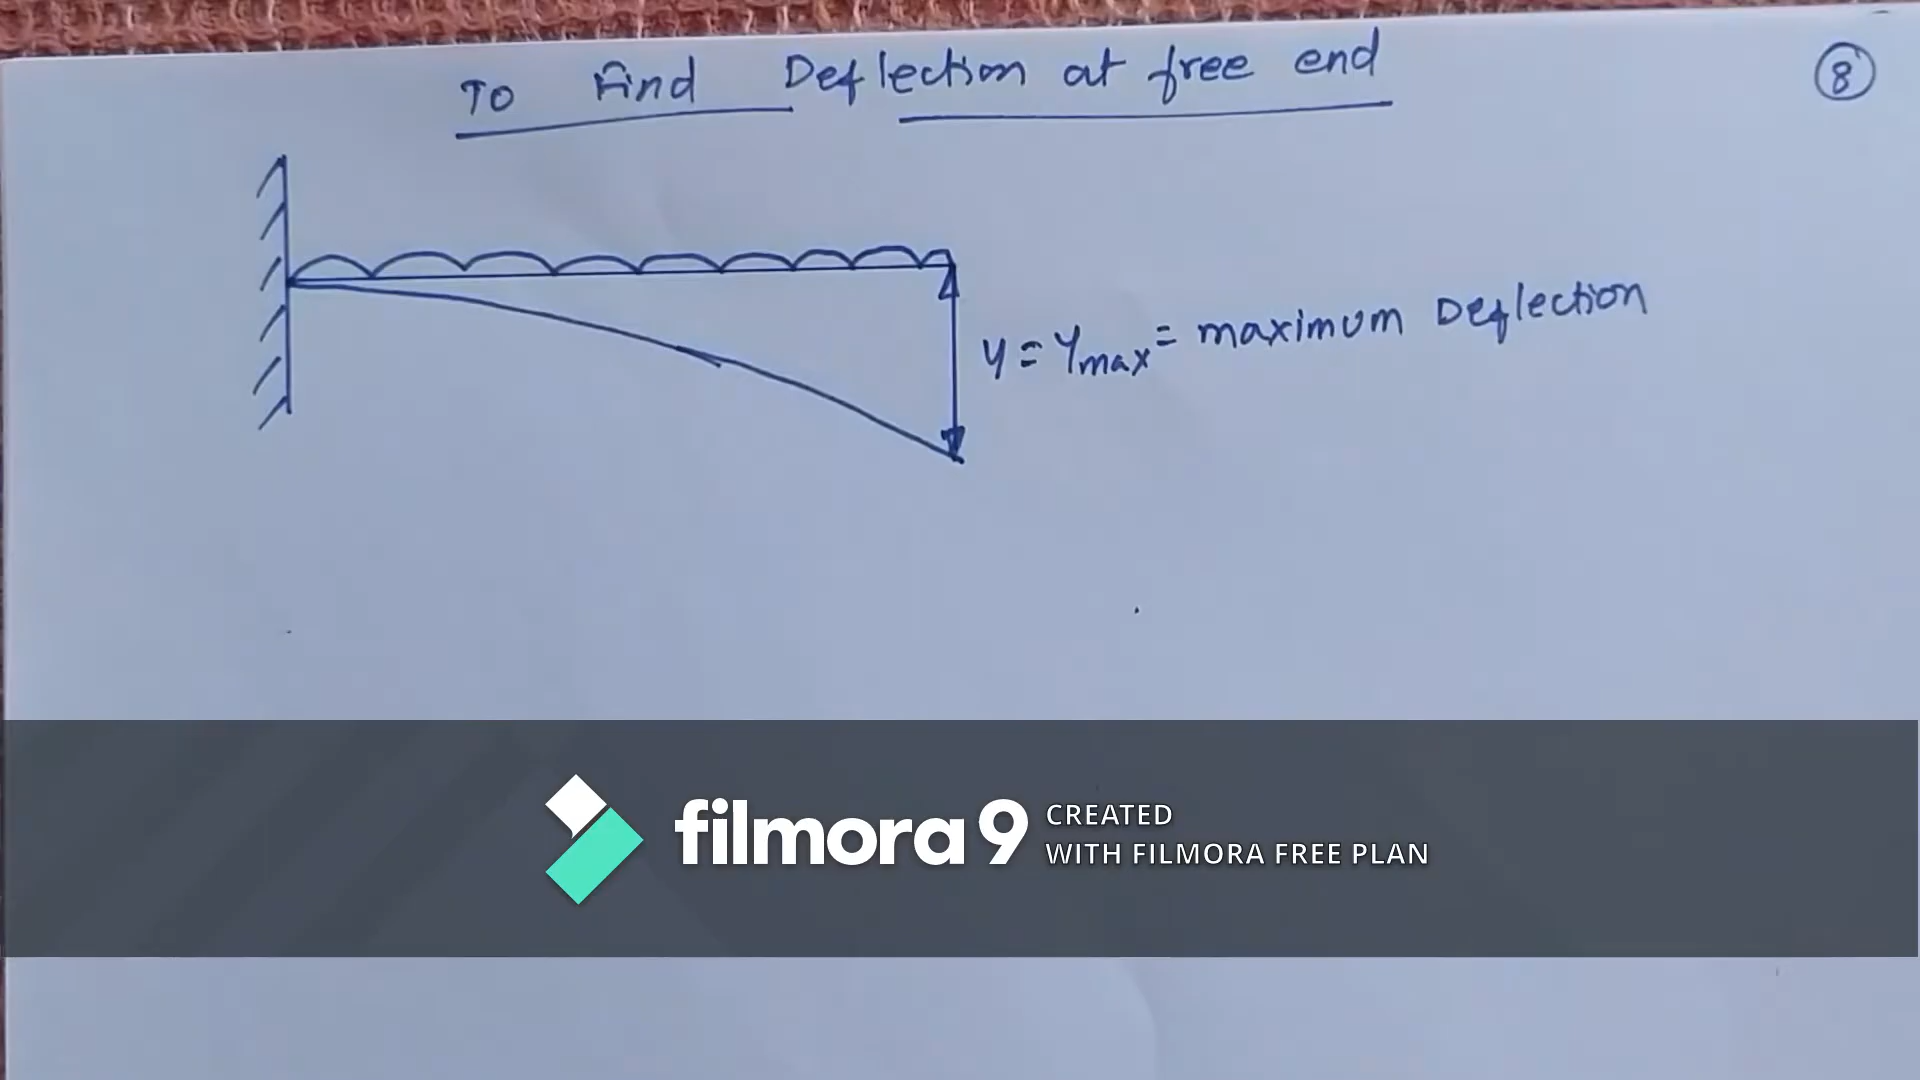 To Find Deflection at free end
8
y = Ymax = maximum Deflection
filmora 9 CREATED
WITH FILMORA FREE PLAN